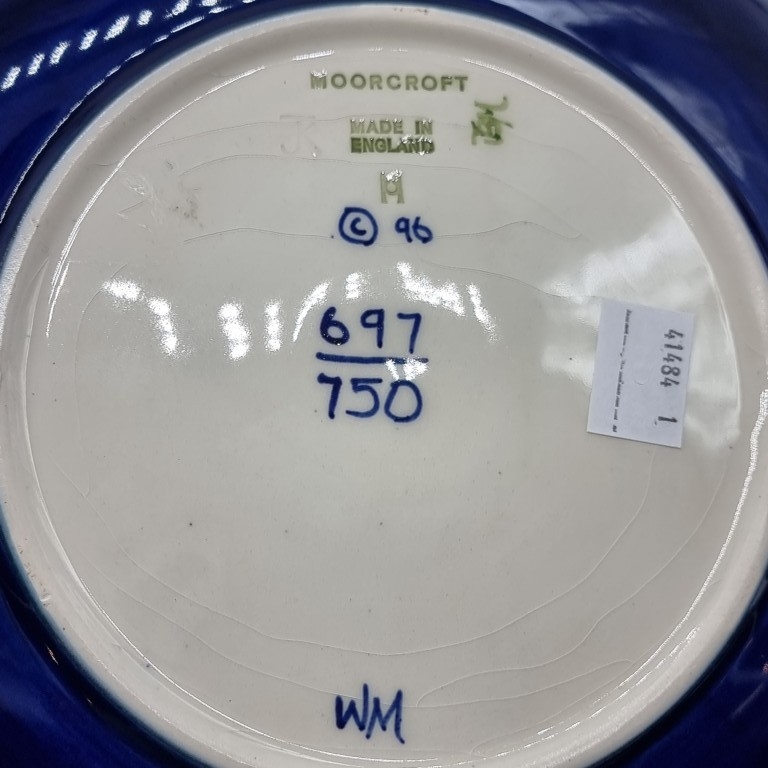 MOORCROFT
MADE IN
ENGLAND
© 96
697
750
41484 1
WM